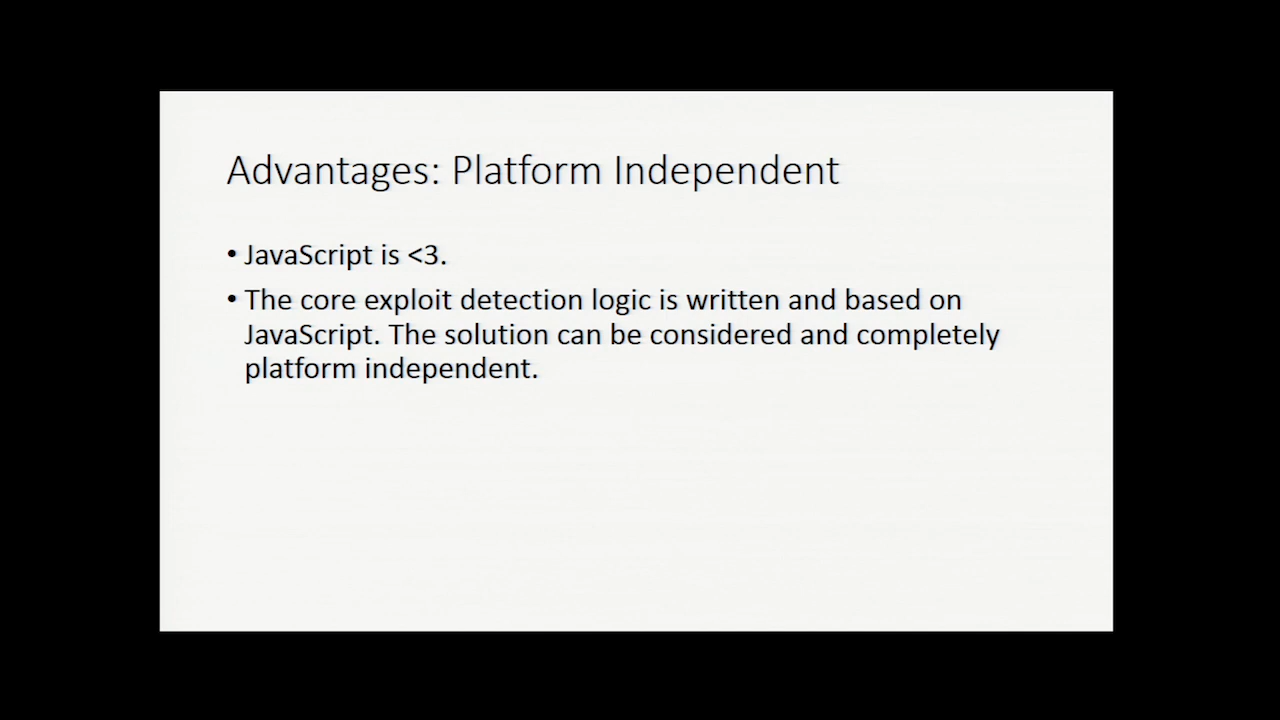 Advantages: Platform Independent
• JavaScript is <3.
• The core exploit detection logic is written and based on
JavaScript. The solution can be considered and completely
platform independent.